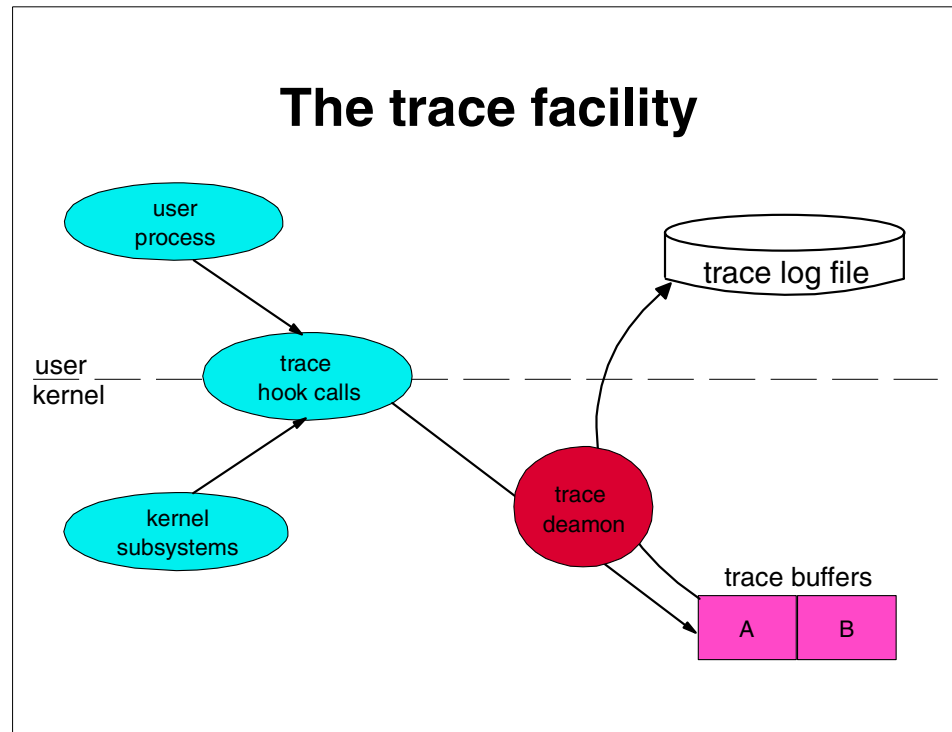 The trace facility
user
process
trace log file
user
kernel
trace
hook calls
kernel
subsystems
trace
deamon
trace buffers
A
B